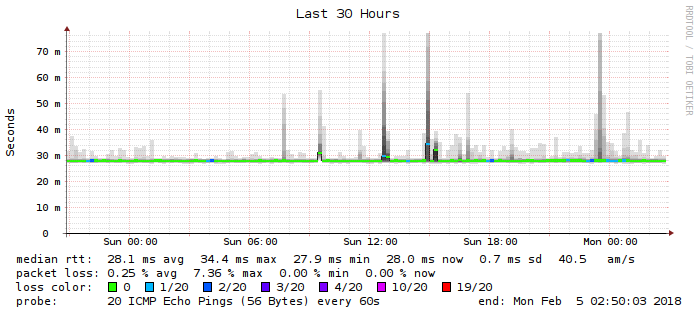 Last 30 Hours
RRDTOOL / TOBI OETIKER
Seconds
70 m
60 m
50 m
40 m
30 m
20 m
10 m
0
Sun 00:00 Sun 06:00 Sun 12:00 Sun 18:00 Mon 00:00
median rtt: 28.1 ms avg 34.4 ms max 27.9 ms min 28.0 ms now 0.7 ms sd 40.5 am/s
packet loss: 0.25 % avg 7.36 % max 0.00 % min 0.00 % now
loss color: 0 1/20 2/20 3/20 4/20 10/20 19/20
probe: 20 ICMP Echo Pings (56 Bytes) every 60s end: Mon Feb 5 02:50:03 2018